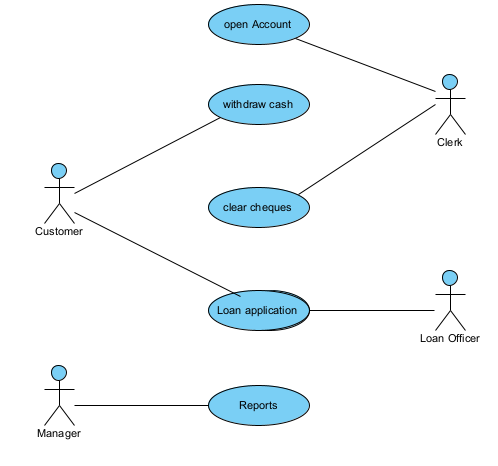 open Account
withdraw cash
Clerk
clear cheques
Customer
Loan application
Loan Officer
Reports
Manager